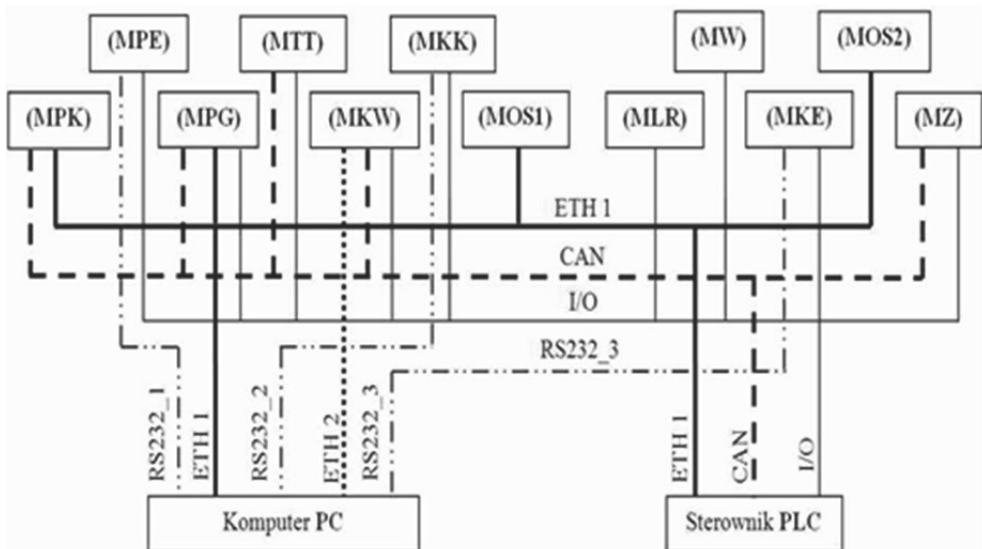 (MPE)
(MTT)
(MKK)
(MW)
(MOS2)
(MPK)
(MPG)
(MKW)
(MOS1)
(MLR)
(MKE)
(MZ)
ETH 1
CAN
I/O
RS232_3
RS232_1
ETH 1
RS232_2
ETH 2
RS232_3
ETH 1
CAN
I/O
Komputer PC
Sterownik PLC